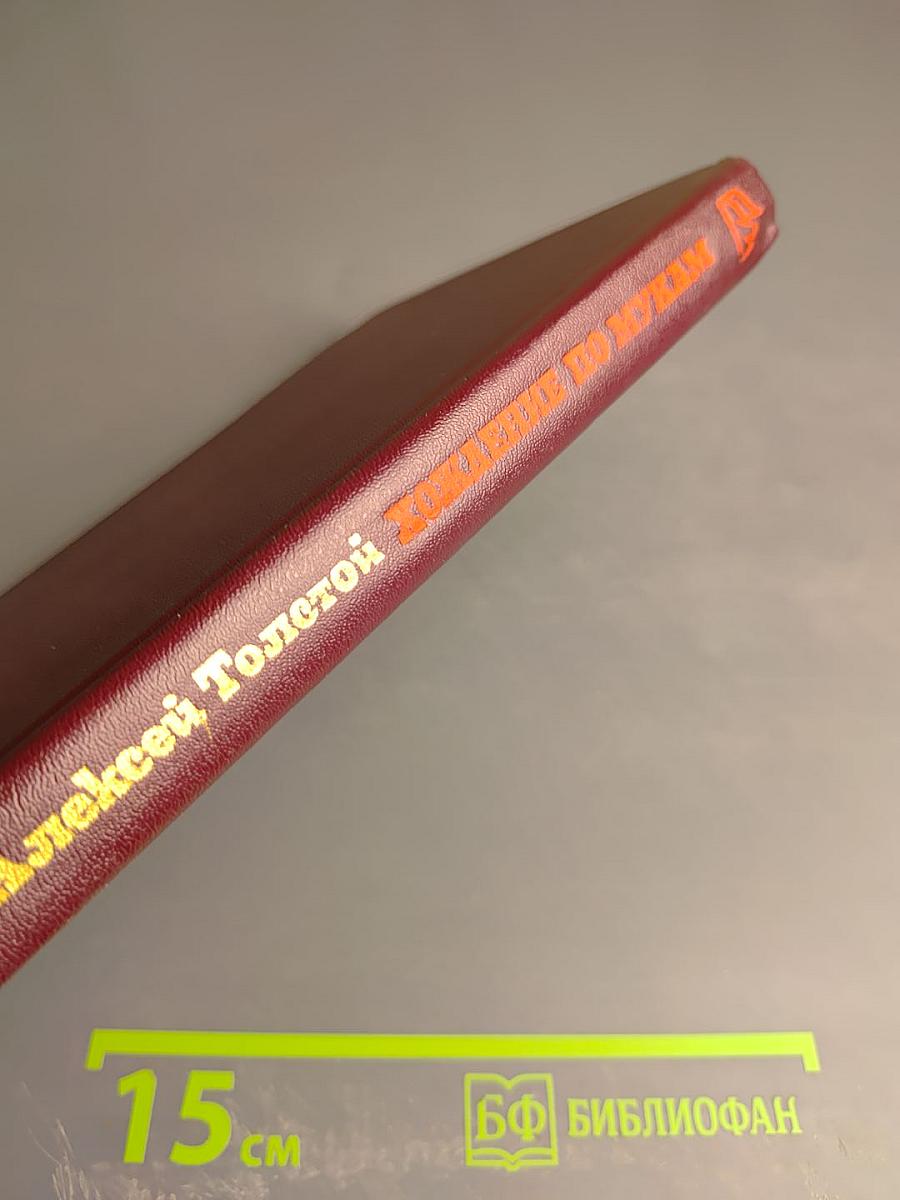 Алексей Толстой ХОЖДЕНИЕ ПО МУКАМ
15 см
БФ БИБЛИОФАН